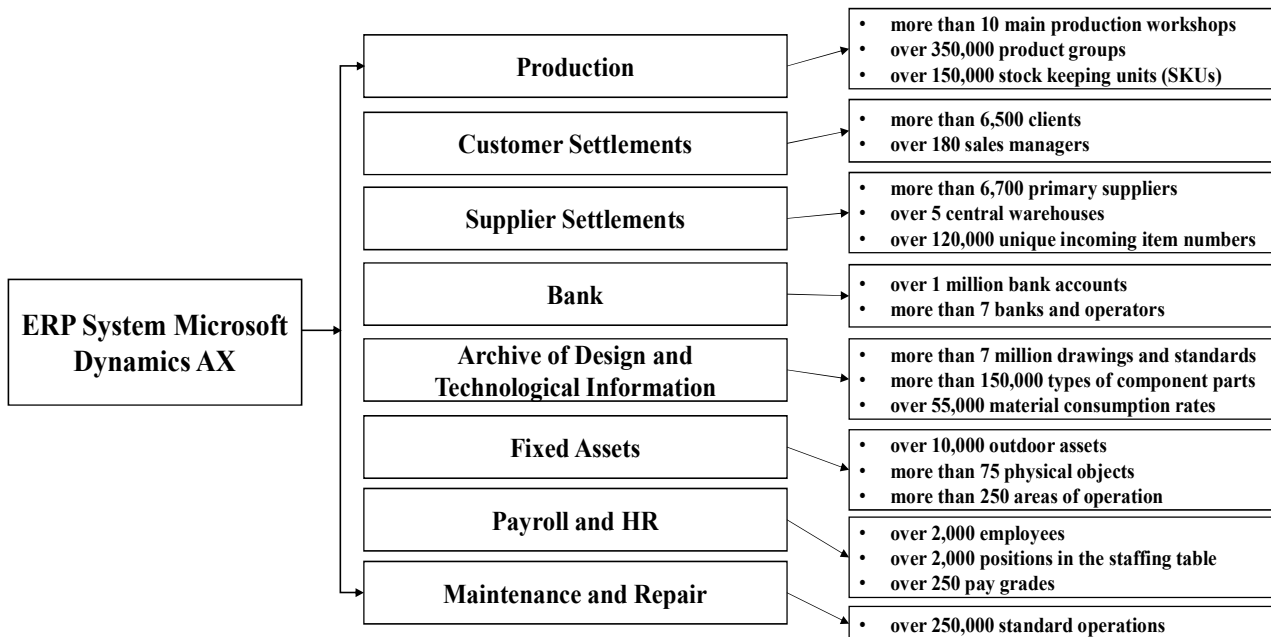 ERP System Microsoft
Dynamics AX
Production
• more than 10 main production workshops
• over 350,000 product groups
• over 150,000 stock keeping units (SKUs)
Customer Settlements
• more than 6,500 clients
• over 180 sales managers
Supplier Settlements
• more than 6,700 primary suppliers
• over 5 central warehouses
• over 120,000 unique incoming item numbers
Bank
• over 1 million bank accounts
• more than 7 banks and operators
Archive of Design and
Technological Information
• more than 7 million drawings and standards
• more than 150,000 types of component parts
• over 55,000 material consumption rates
Fixed Assets
• over 10,000 outdoor assets
• more than 75 physical objects
• more than 250 areas of operation
Payroll and HR
• over 2,000 employees
• over 2,000 positions in the staffing table
• over 250 pay grades
Maintenance and Repair
• over 250,000 standard operations